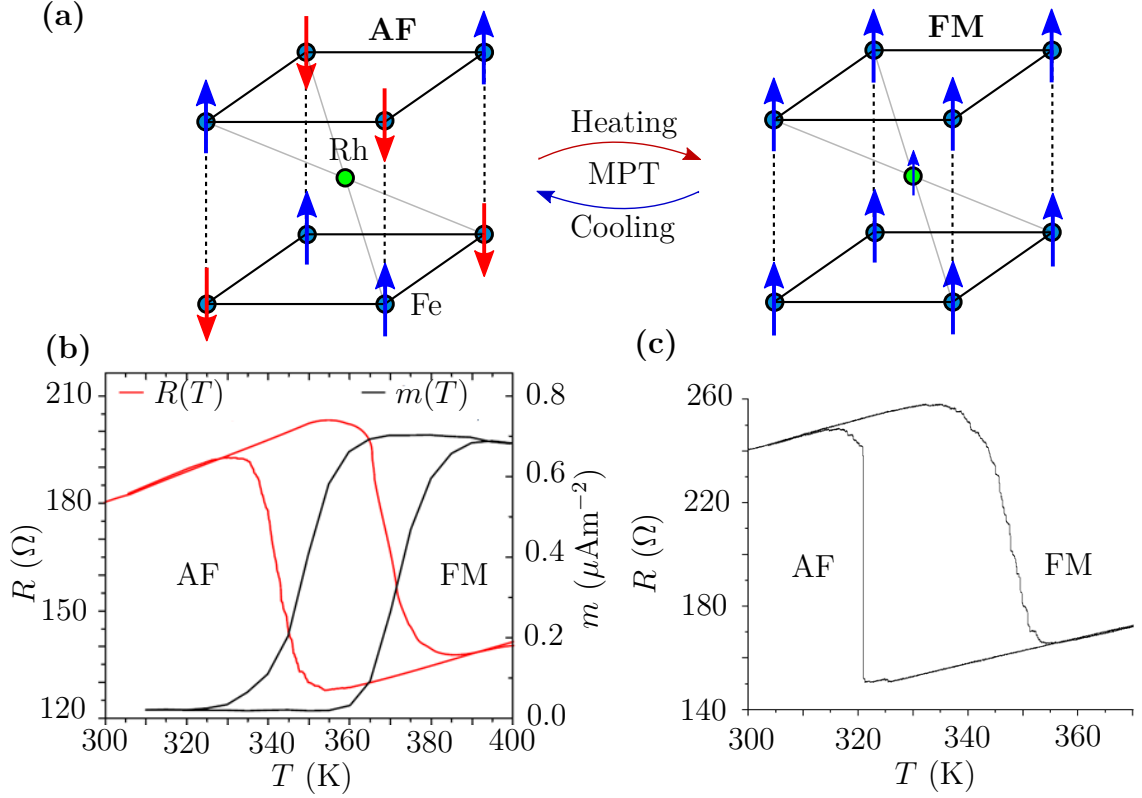 (a)
AF
FM
Heating
MPT
Cooling
Rh
Fe
(b)
R(T)
m(T)
210
180
150
120
R (Ω)
0.8
0.6
0.4
0.2
0.0
m (μAm⁻²)
AF
FM
300 320 340 360 380 400
T (K)
(c)
260
220
180
140
R (Ω)
AF
FM
300 320 340 360
T (K)